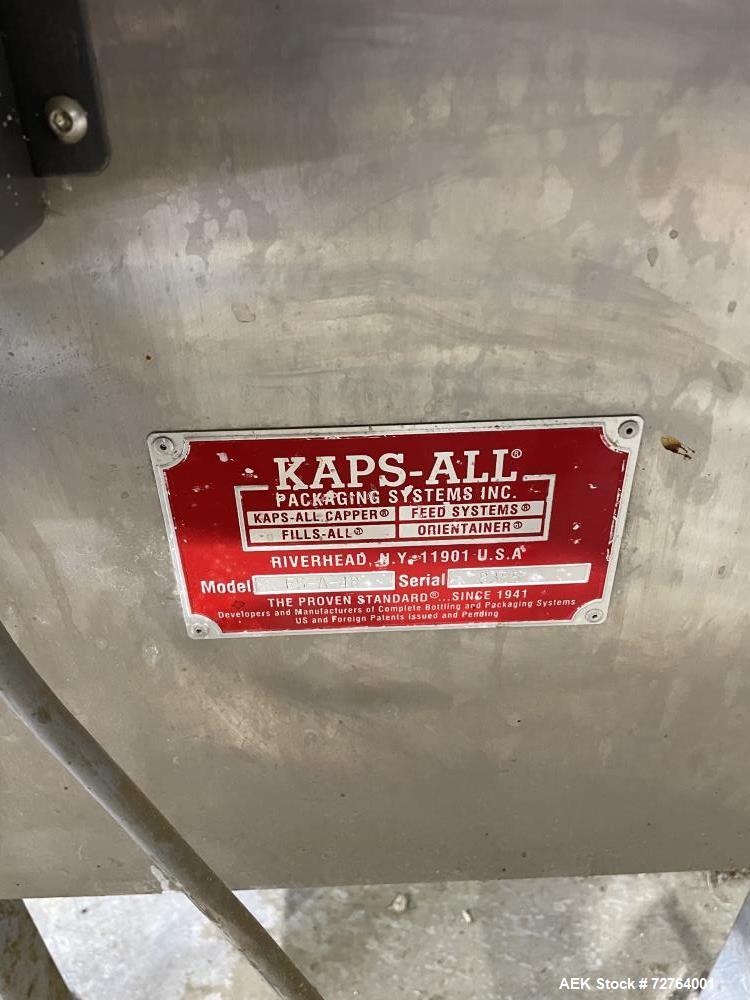 KAPS-ALL®
PACKAGING SYSTEMS INC.
KAPS-ALL CAPPER® FEED SYSTEMS®
FILLS-ALL® ORIENTAINER®
RIVERHEAD, N.Y. 11901 U.S.A
Model Serial
THE PROVEN STANDARD®...SINCE 1941
Developers and Manufacturers of Complete Bottling and Packaging Systems
US and Foreign Patents Issued and Pending
AEK Stock # 72764001